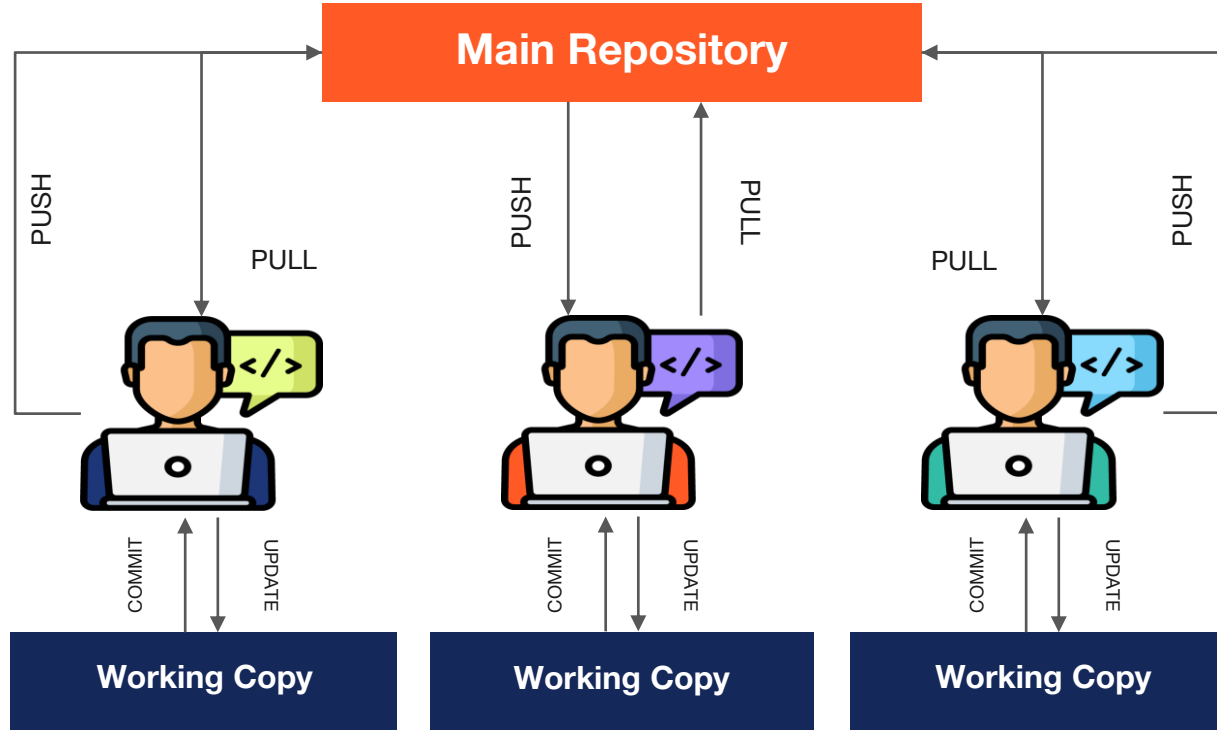 Main Repository
PUSH
PULL
PUSH
PULL
PULL
PUSH
</>
</>
</>
COMMIT
UPDATE
COMMIT
UPDATE
COMMIT
UPDATE
Working Copy
Working Copy
Working Copy